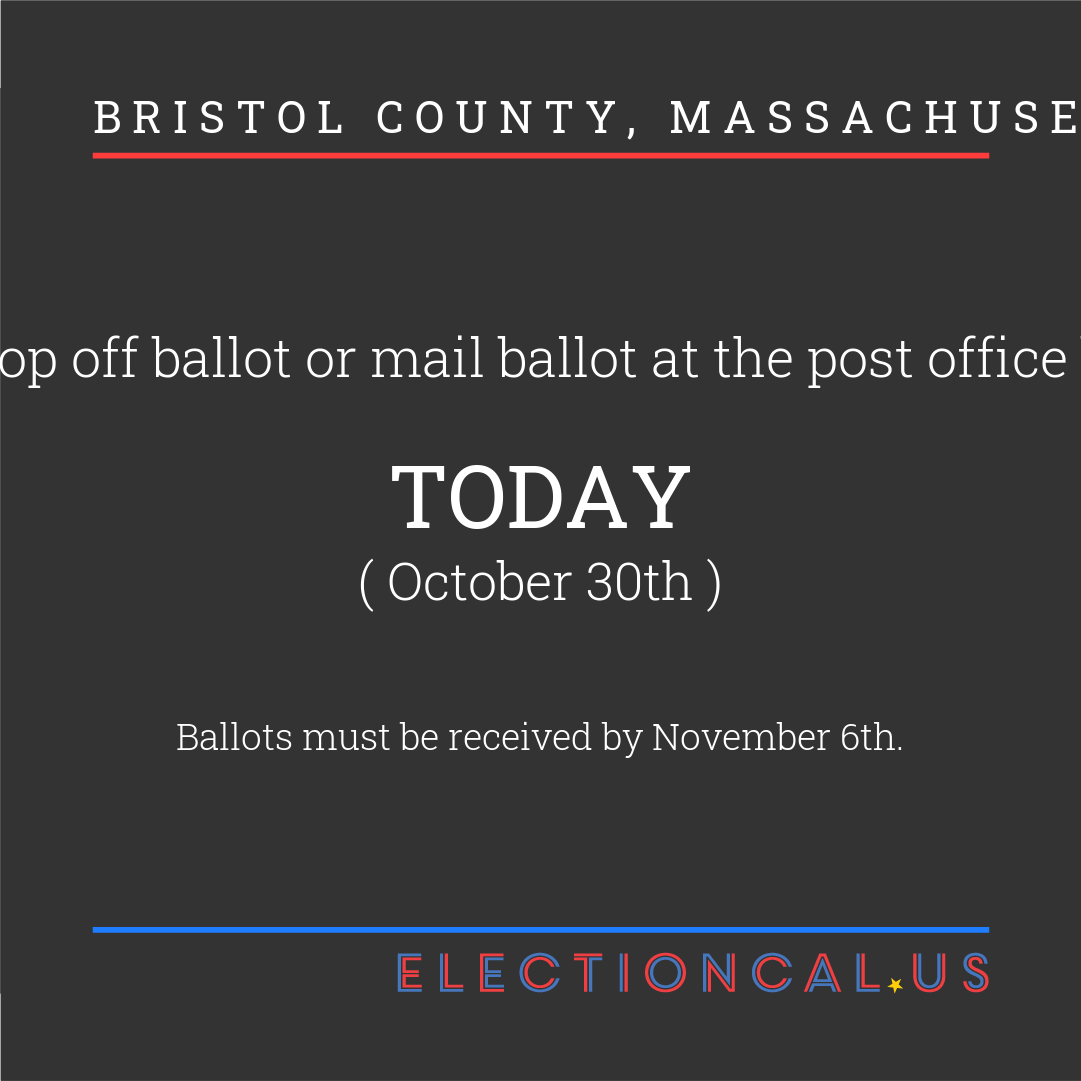 BRISTOL COUNTY, MASSACHUSE
op off ballot or mail ballot at the post office
TODAY
( October 30th )
Ballots must be received by November 6th.
ELECTIONCAL.US